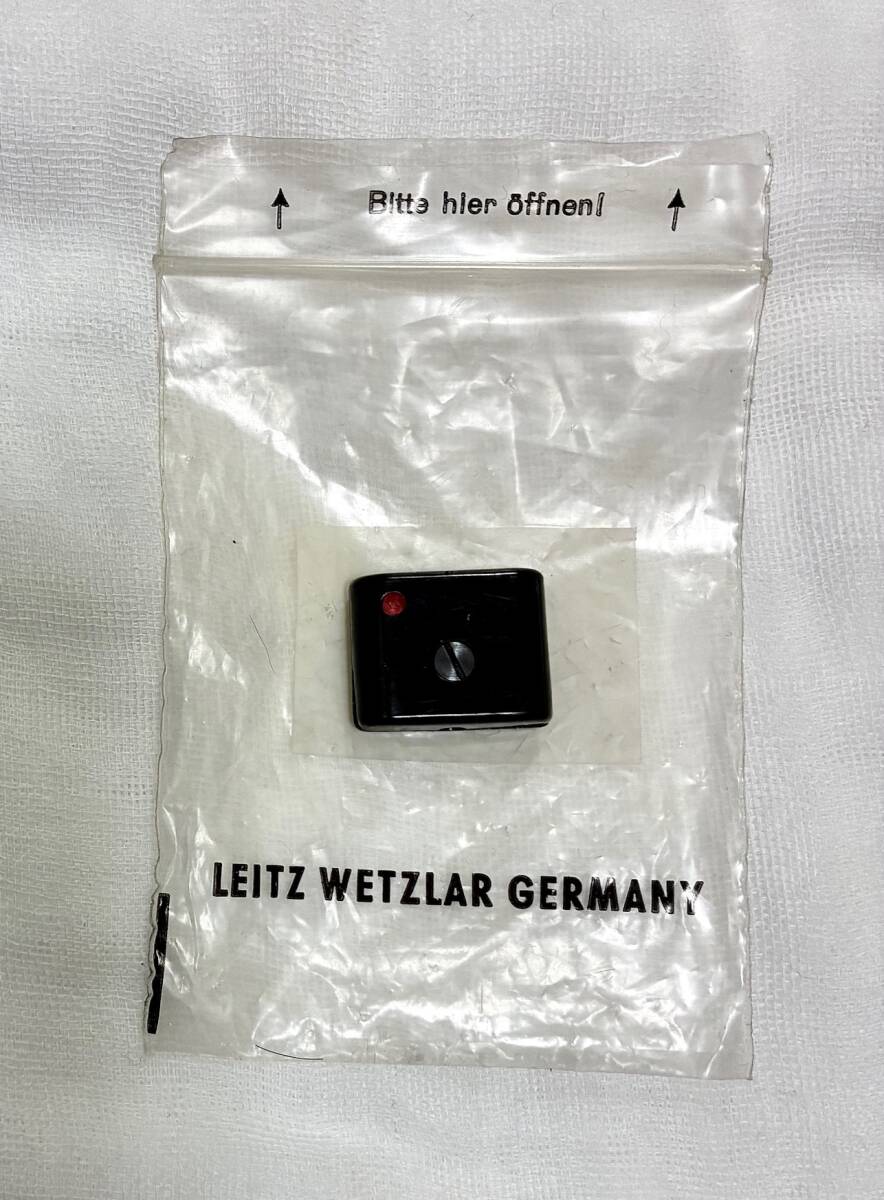 Bitte hier öffnen!
LEITZ WETZLAR GERMANY